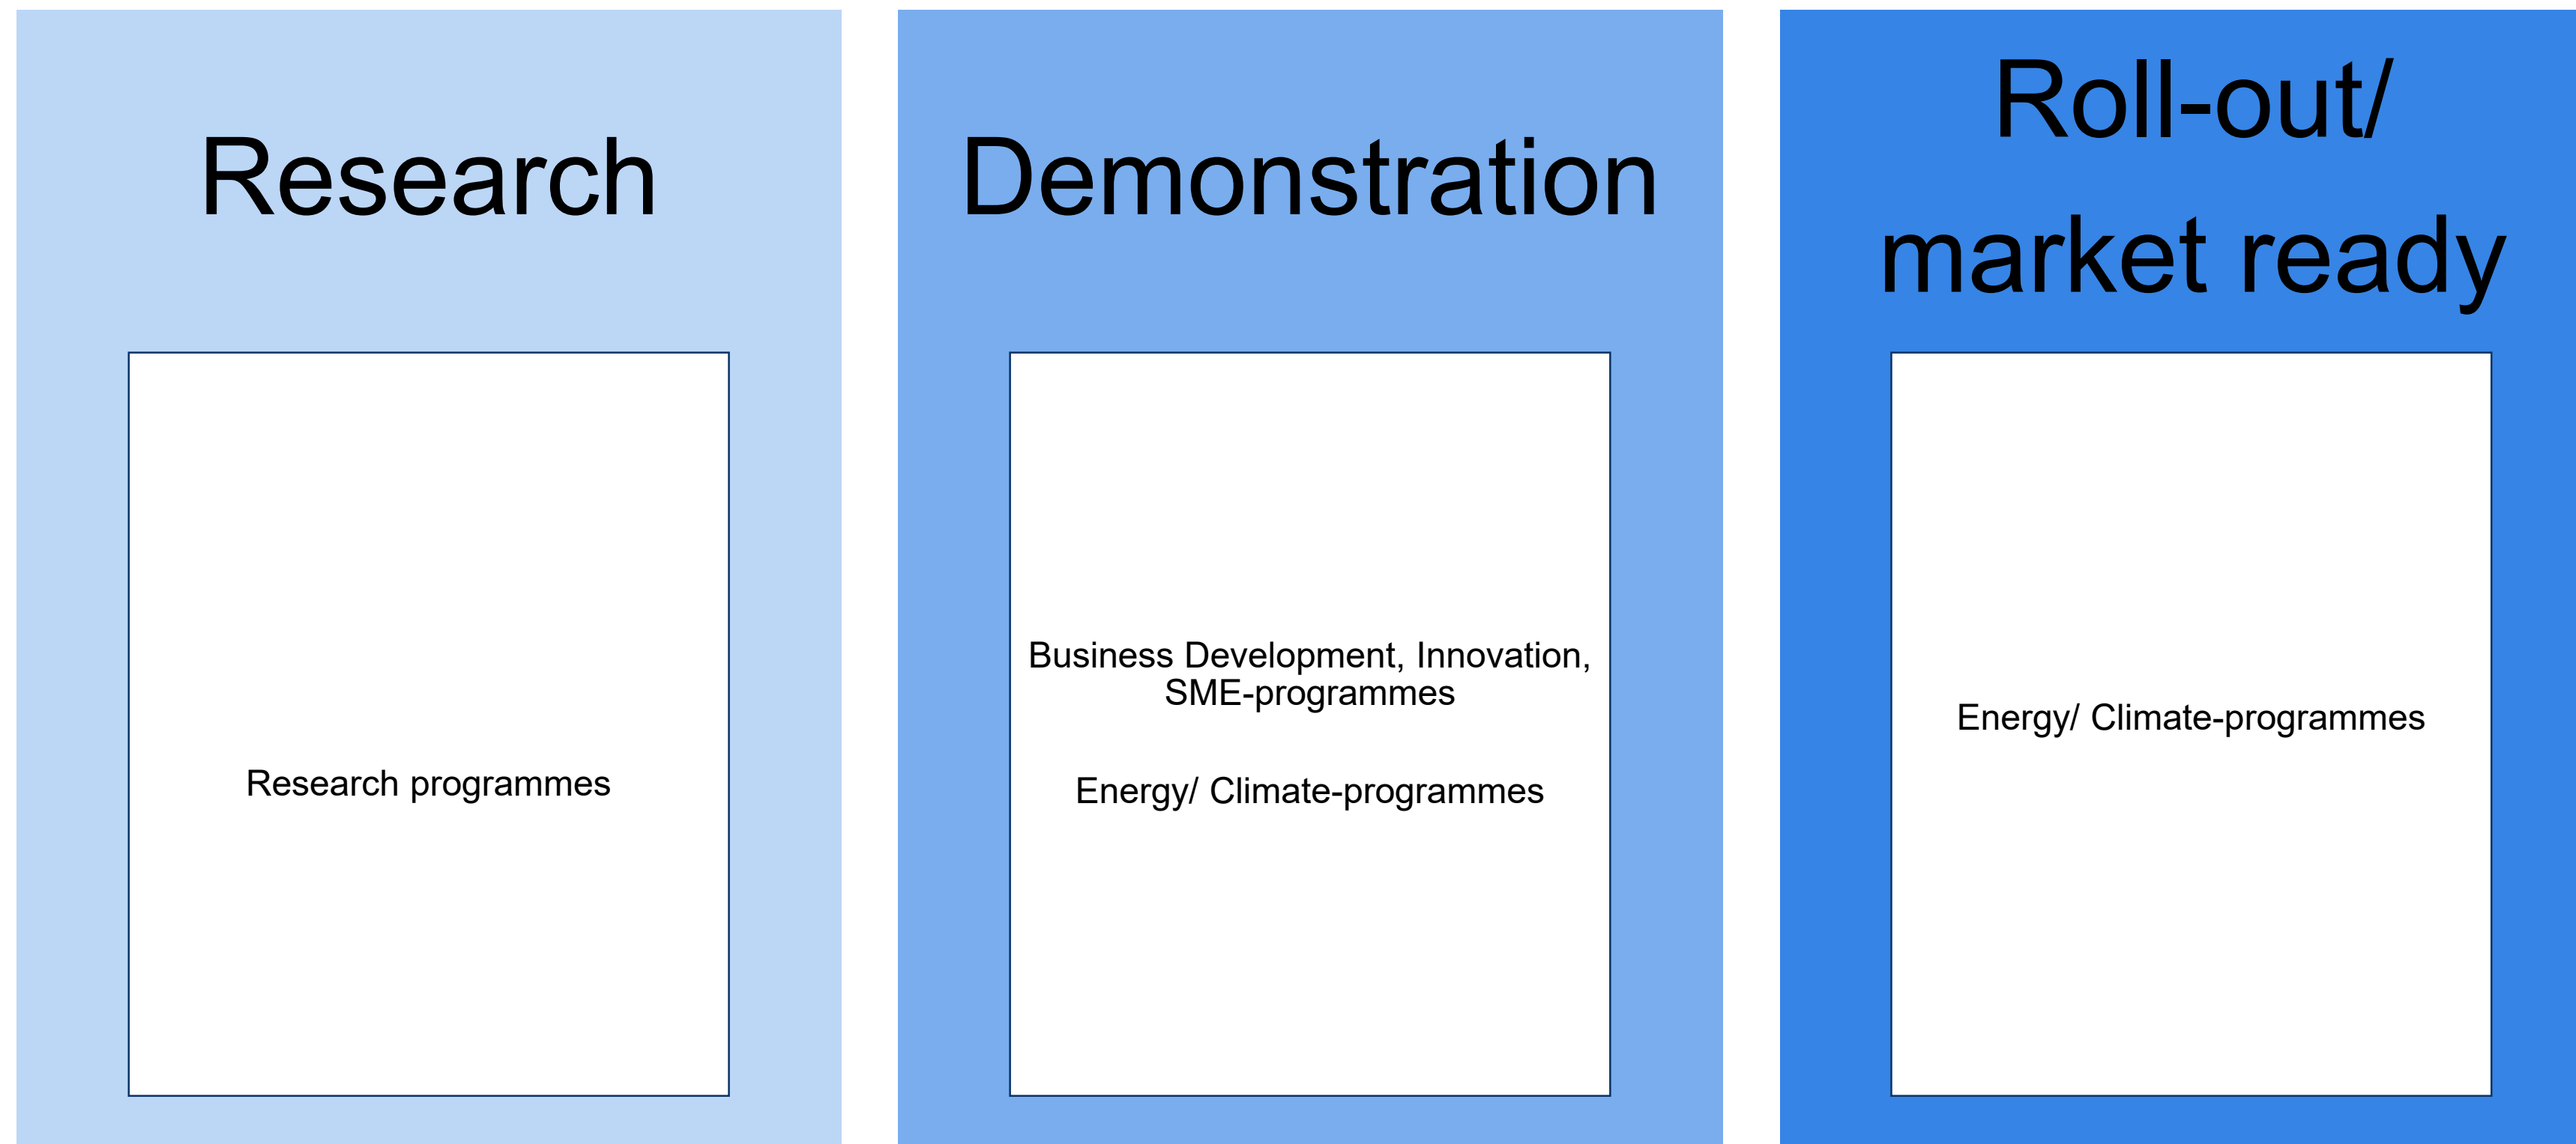 Research
Research programmes
Demonstration
Business Development, Innovation,
SME-programmes
Energy/ Climate-programmes
Roll-out/
market ready
Energy/ Climate-programmes